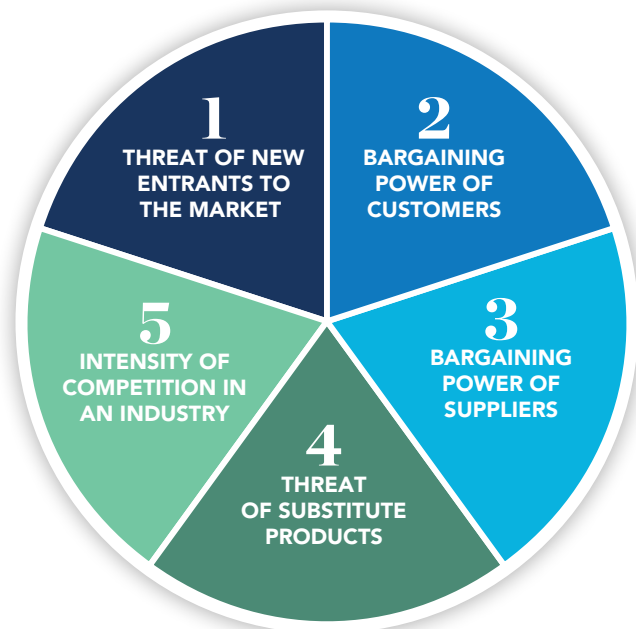 1
THREAT OF NEW
ENTRANTS TO
THE MARKET
2
BARGAINING
POWER OF
CUSTOMERS
3
BARGAINING
POWER OF
SUPPLIERS
4
THREAT
OF SUBSTITUTE
PRODUCTS
5
INTENSITY OF
COMPETITION IN
AN INDUSTRY